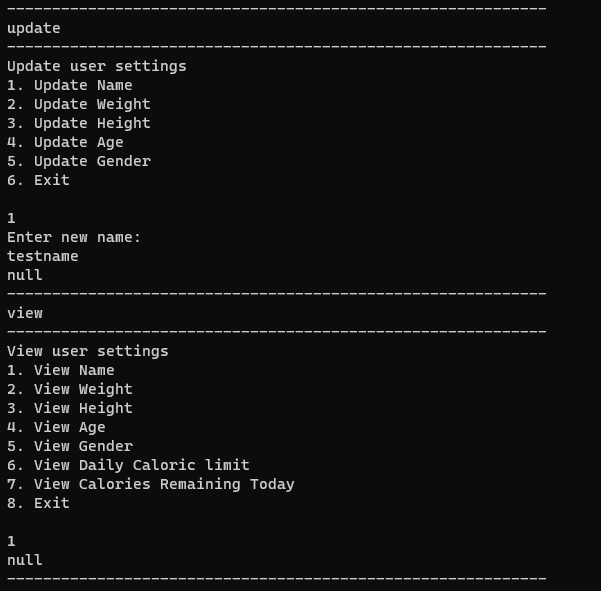 ------------------------------------------------------------
update
------------------------------------------------------------
Update user settings
1. Update Name
2. Update Weight
3. Update Height
4. Update Age
5. Update Gender
6. Exit

1
Enter new name:
testname
null
------------------------------------------------------------
view
------------------------------------------------------------
View user settings
1. View Name
2. View Weight
3. View Height
4. View Age
5. View Gender
6. View Daily Caloric limit
7. View Calories Remaining Today
8. Exit

1
null
------------------------------------------------------------